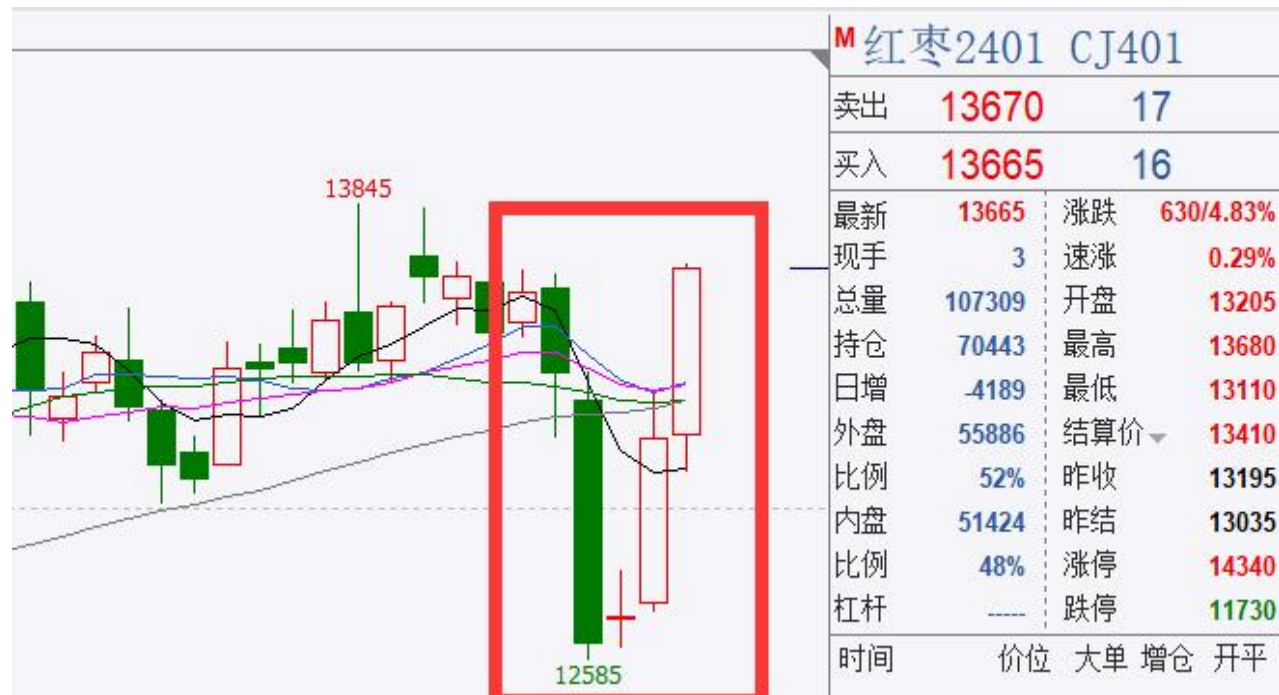 M 红枣2401 CJ401
卖出 13670 17
买入 13665 16
最新 13665 涨跌 630/4.83%
现手 3 速涨 0.29%
总量 107309 开盘 13205
持仓 70443 最高 13680
日增 -4189 最低 13110
外盘 55886 结算价 13410
比例 52% 昨收 13195
内盘 51424 昨结 13035
比例 48% 涨停 14340
杠杆 ----- 跌停 11730
时间 价位 大单 增仓 开平
13845
12585